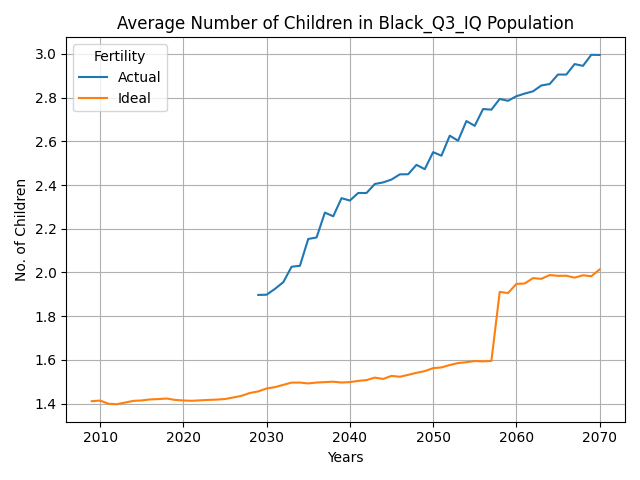 Average Number of Children in Black_Q3_IQ Population
Fertility
Actual
Ideal
No. of Children
3.0
2.8
2.6
2.4
2.2
2.0
1.8
1.6
1.4
2010 2020 2030 2040 2050 2060 2070
Years